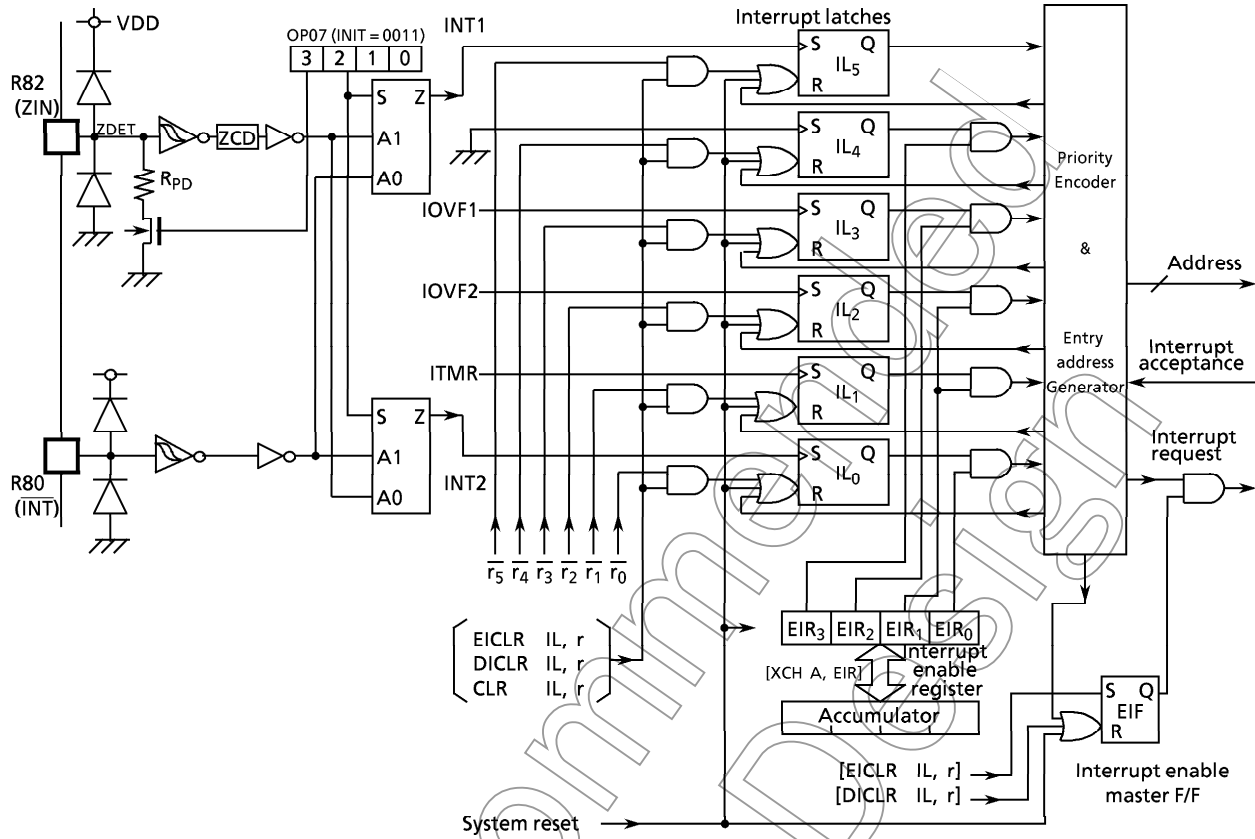 VDD
OP07 (INIT = 0011)
3 2 1 0
INT1
Interrupt latches
R82
(ZIN)
ZDET
ZCD
RPD
S Z
A1
A0
S Q
IL5
R
S Q
IL4
R
IOVF1
S Q
IL3
R
IOVF2
S Q
IL2
R
ITMR
S Q
IL1
R
INT2
S Q
IL0
R
Priority
Encoder
&
Entry
address
Generator
Address
Interrupt
acceptance
Interrupt
request
R80
(INT)
S Z
A1
A0
r5 r4 r3 r2 r1 r0
EICLR IL, r
DICLR IL, r
CLR IL, r
EIR3 EIR2 EIR1 EIR0
[XCH A, EIR]
Interrupt
enable
register
Accumulator
S Q
EIF
R
[EICLR IL, r]
[DICLR IL, r]
Interrupt enable
master F/F
System reset
ommended
Design